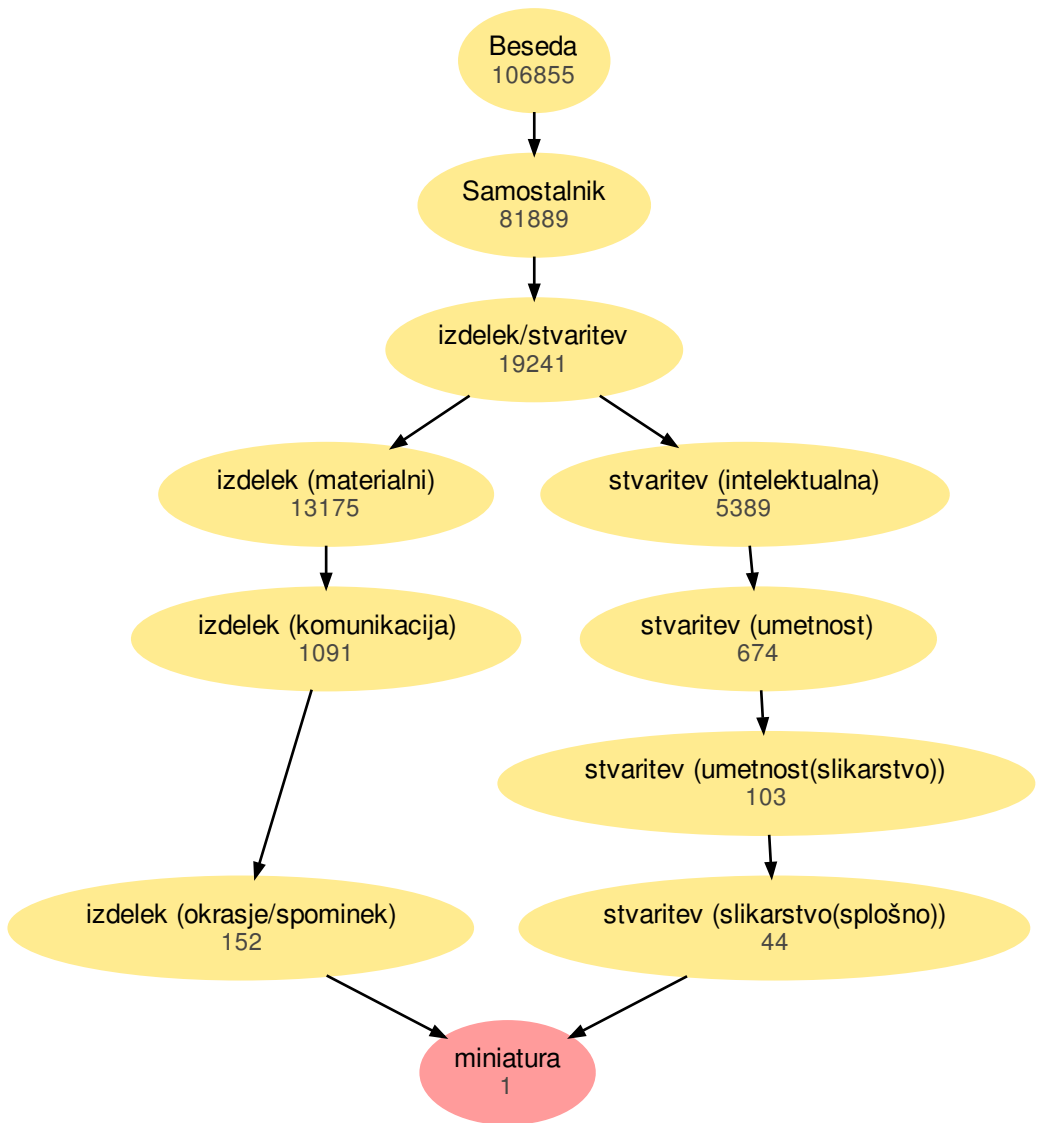 Beseda
106855
Samostalnik
81889
izdelek/stvaritev
19241
izdelek (materialni)
13175
stvaritev (intelektualna)
5389
izdelek (komunikacija)
1091
stvaritev (umetnost)
674
stvaritev (umetnost(slikarstvo))
103
izdelek (okrasje/spominek)
152
stvaritev (slikarstvo(splošno))
44
miniatura
1